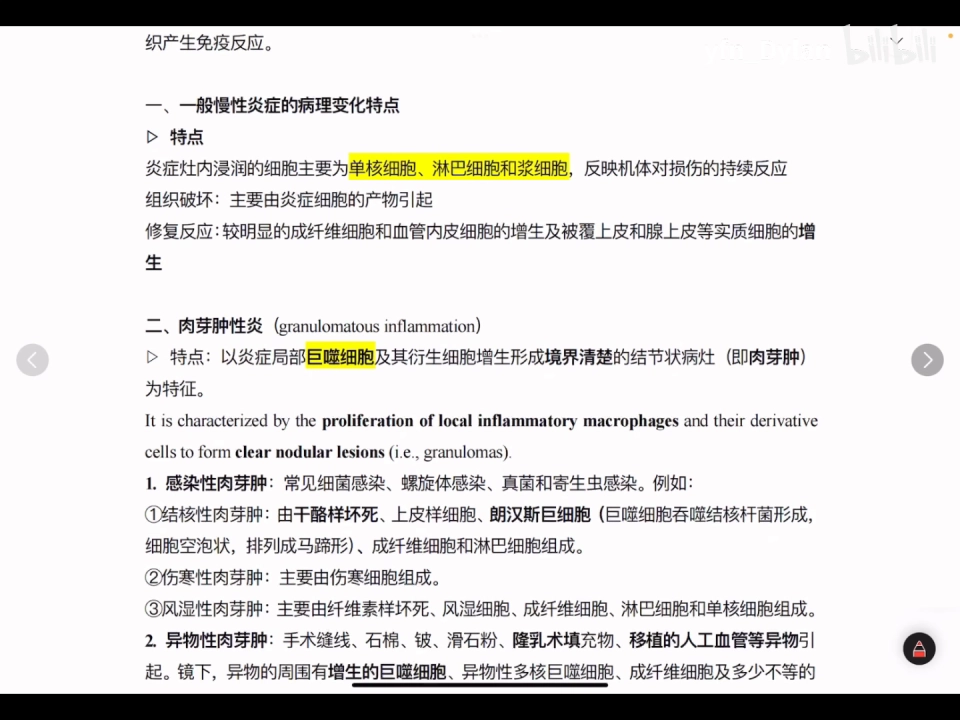 织产生免疫反应。
bilibili
一、一般慢性炎症的病理变化特点
▷ 特点
炎症灶内浸润的细胞主要为单核细胞、淋巴细胞和浆细胞，反映机体对损伤的持续反应
组织破坏：主要由炎症细胞的产物引起
修复反应：较明显的成纤维细胞和血管内皮细胞的增生及被覆上皮和腺上皮等实质细胞的增
生
二、肉芽肿性炎（granulomatous inflammation）
▷ 特点：以炎症局部巨噬细胞及其衍生细胞增生形成境界清楚的结节状病灶（即肉芽肿）
为特征。
It is characterized by the proliferation of local inflammatory macrophages and their derivative
cells to form clear nodular lesions (i.e., granulomas).
1. 感染性肉芽肿：常见细菌感染、螺旋体感染、真菌和寄生虫感染。例如：
①结核性肉芽肿：由干酪样坏死、上皮样细胞、朗汉斯巨细胞（巨噬细胞吞噬结核杆菌形成，
细胞空泡状，排列成马蹄形）、成纤维细胞和淋巴细胞组成。
②伤寒性肉芽肿：主要由伤寒细胞组成。
③风湿性肉芽肿：主要由纤维素样坏死、风湿细胞、成纤维细胞、淋巴细胞和单核细胞组成。
2. 异物性肉芽肿：手术缝线、石棉、铍、滑石粉、隆乳术填充物、移植的人工血管等异物引
起。镜下，异物的周围有增生的巨噬细胞、异物性多核巨噬细胞、成纤维细胞及多少不等的